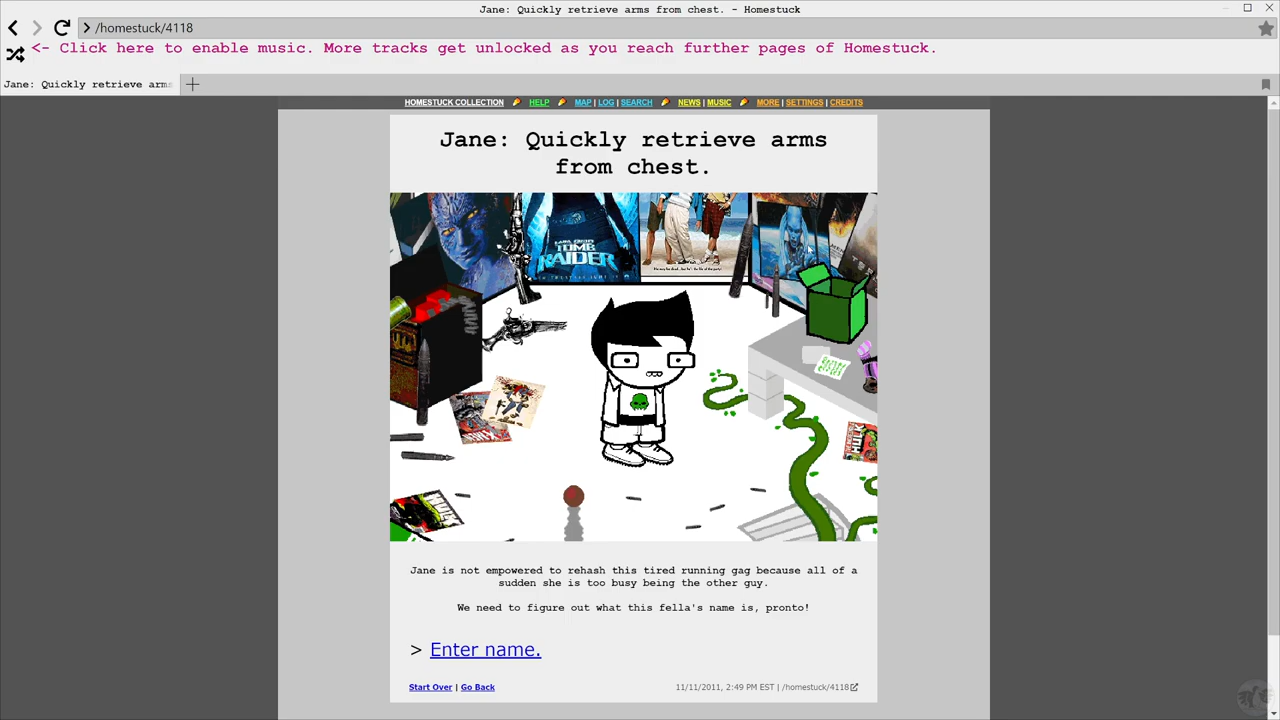 Jane: Quickly retrieve arms from chest. - Homestuck
/homestuck/4118
<- Click here to enable music. More tracks get unlocked as you reach further pages of Homestuck.
Jane: Quickly retrieve arms
HOMESTUCK COLLECTION HELP MAP | LOG | SEARCH NEWS | MUSIC MORE | SETTINGS | CREDITS
Jane: Quickly retrieve arms
from chest.
TOMB
RAIDER
HULK
Jane is not empowered to rehash this tired running gag because all of a
sudden she is too busy being the other guy.
We need to figure out what this fella's name is, pronto!
> Enter name.
Start Over | Go Back
11/11/2011, 2:49 PM EST | /homestuck/4118